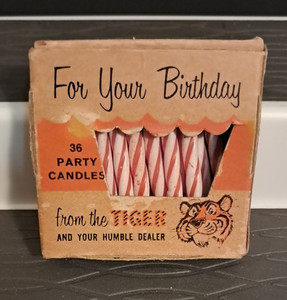 For Your Birthday
36
PARTY
CANDLES
from the TIGER
AND YOUR HUMBLE DEALER